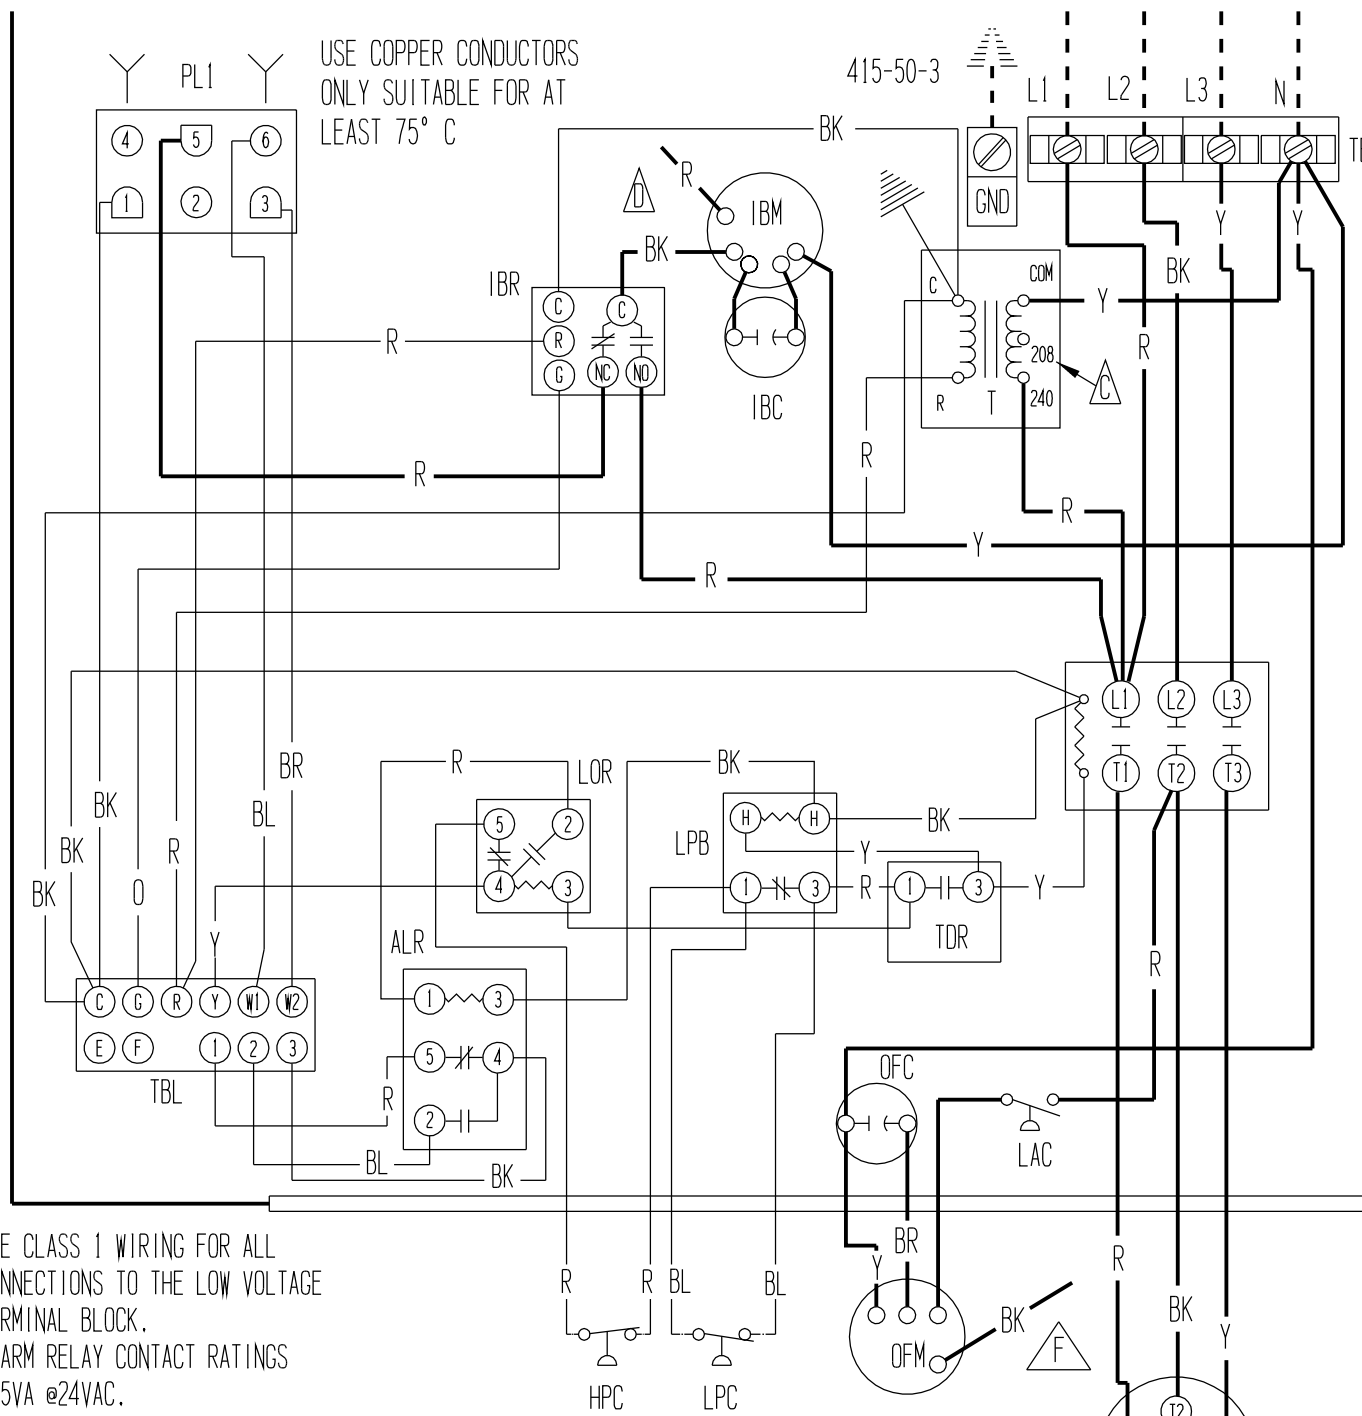 USE COPPER CONDUCTORS
ONLY SUITABLE FOR AT
LEAST 75° C
PL1
4 5 6
1 2 3
415-50-3
GND
L1 L2 L3 N
BK
R
D
IBM
BK
IBR
C
R
G
C
NC NO
IBC
C
R
T
COM
208
240
C
Y
BK
R
Y Y
R
R
R
R
Y
R
L1 L2 L3
T1 T2 T3
BK
BK
BK
O
R
Y
BL
BR
R
LOR
5 2
4 3
BK
LPB
H H
1 3
BK
Y
R
1 3
TDR
Y
ALR
1 3
5 4
2
C G R Y W1 W2
E F 1 2 3
TBL
R
BL
BK
R
OFC
LAC
E CLASS 1 WIRING FOR ALL
NNECTIONS TO THE LOW VOLTAGE
RMINAL BLOCK.
ARM RELAY CONTACT RATINGS
5VA @24VAC.
R R BL BL
HPC LPC
Y BR
OFM
BK
F
R BK Y
T2